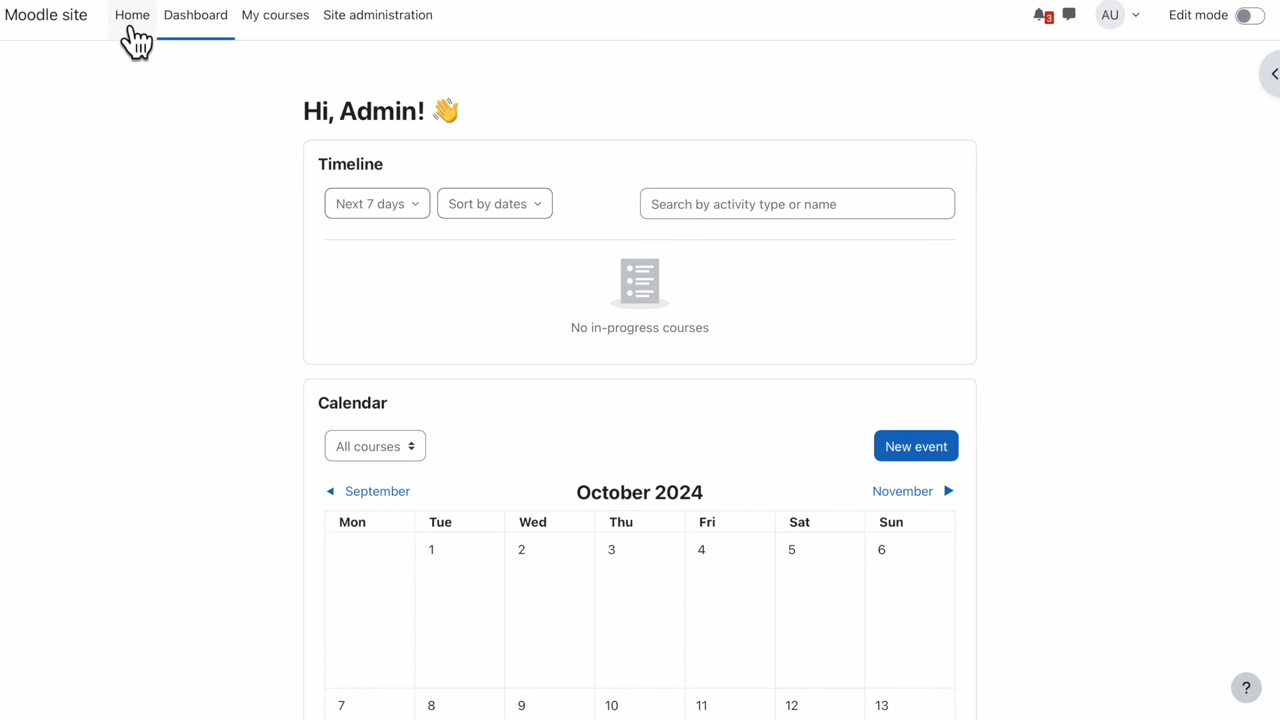 Moodle site Home Dashboard My courses Site administration 3 AU Edit mode
Hi, Admin! 👋
Timeline
Next 7 days Sort by dates Search by activity type or name
No in-progress courses
Calendar
All courses New event
September October 2024 November
Mon Tue Wed Thu Fri Sat Sun
1 2 3 4 5 6
7 8 9 10 11 12 13
?